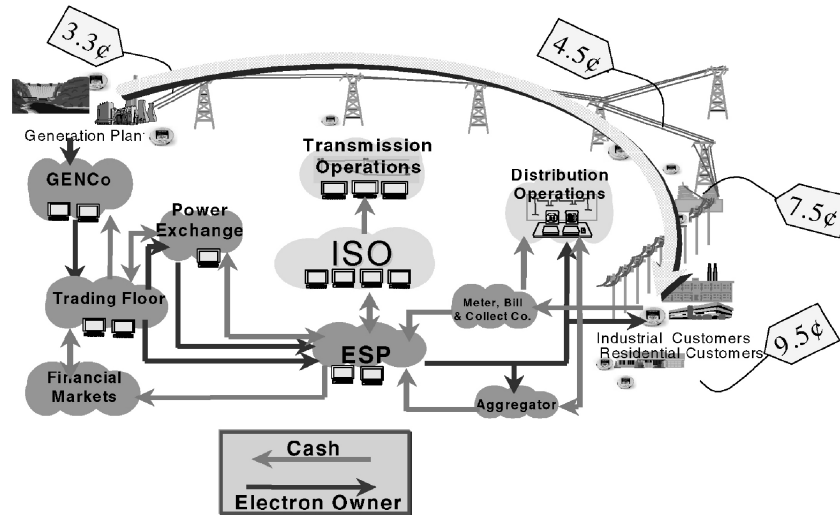 3.3¢
4.5¢
Generation Plant
Transmission
Operations
GENCo
Distribution
Operations
Power
Exchange
7.5¢
ISO
Trading Floor
Meter, Bill
& Collect Co.
ESP
Industrial Customers
Residential Customers
9.5¢
Financial
Markets
Aggregator
Cash
Electron Owner